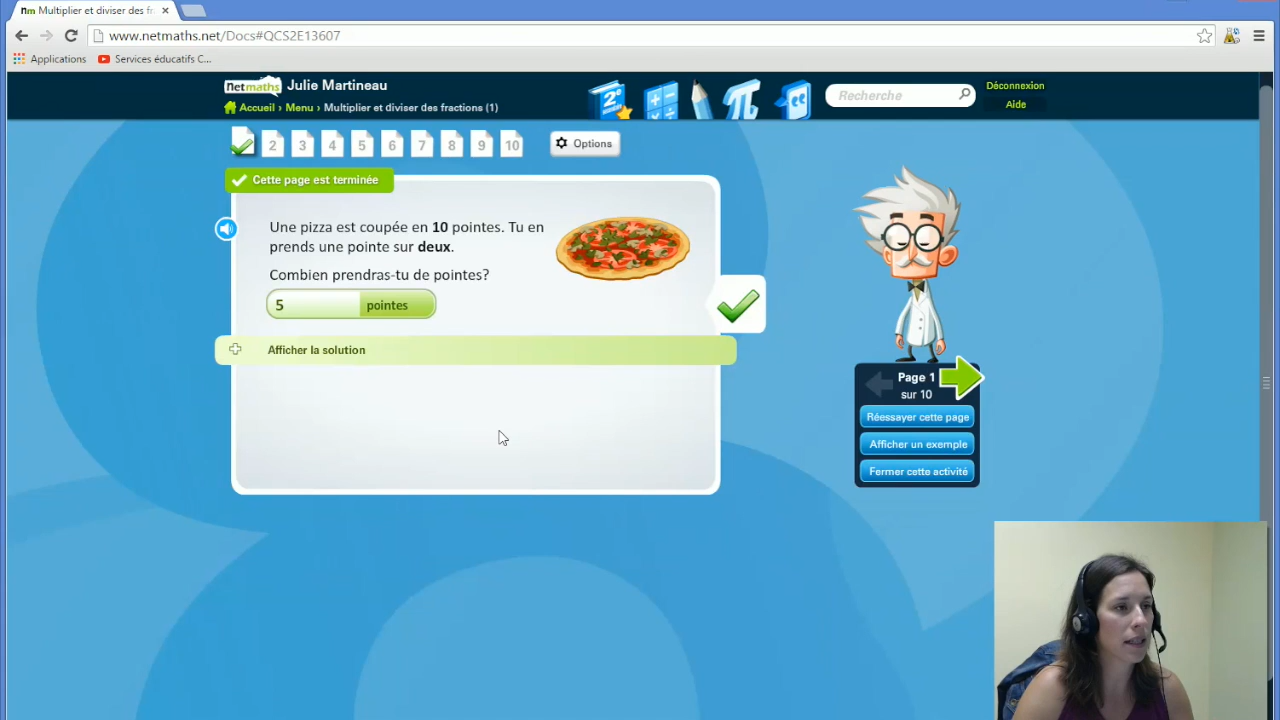 Nm Multiplier et diviser des fr
www.netmaths.net/Docs#QCS2E13607
Applications
Services éducatifs C...
Netmaths
Julie Martineau
Accueil › Menu › Multiplier et diviser des fractions (1)
2e
Recherche
Déconnexion
Aide
2 3 4 5 6 7 8 9 10
Options
Cette page est terminée
Une pizza est coupée en 10 pointes. Tu en
prends une pointe sur deux.
Combien prendras-tu de pointes?
5 pointes
Afficher la solution
Page 1
sur 10
Réessayer cette page
Afficher un exemple
Fermer cette activité